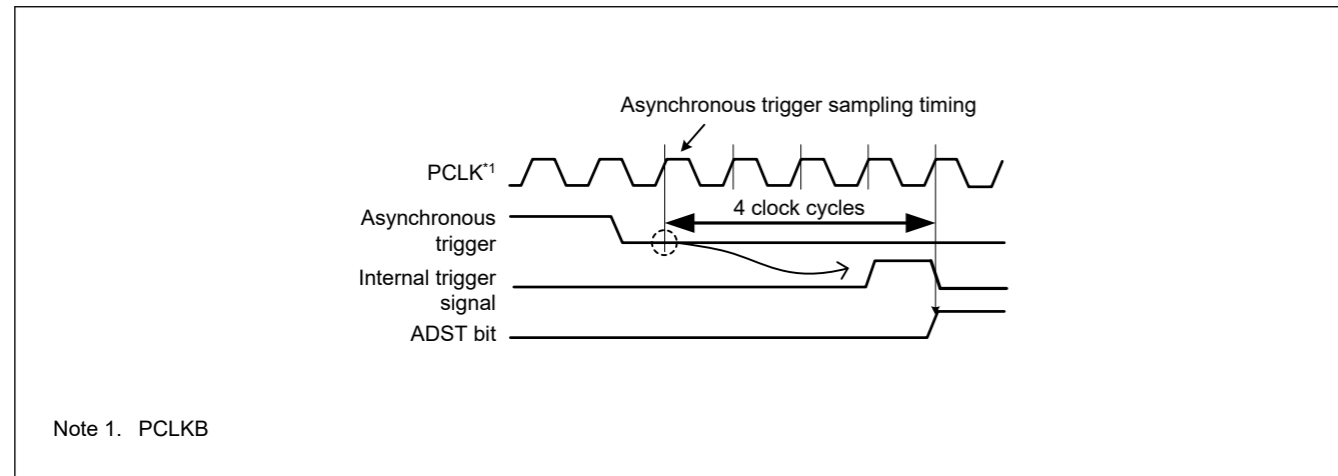 Asynchronous trigger sampling timing
PCLK*1
4 clock cycles
Asynchronous
trigger
Internal trigger
signal
ADST bit
Note 1. PCLKB